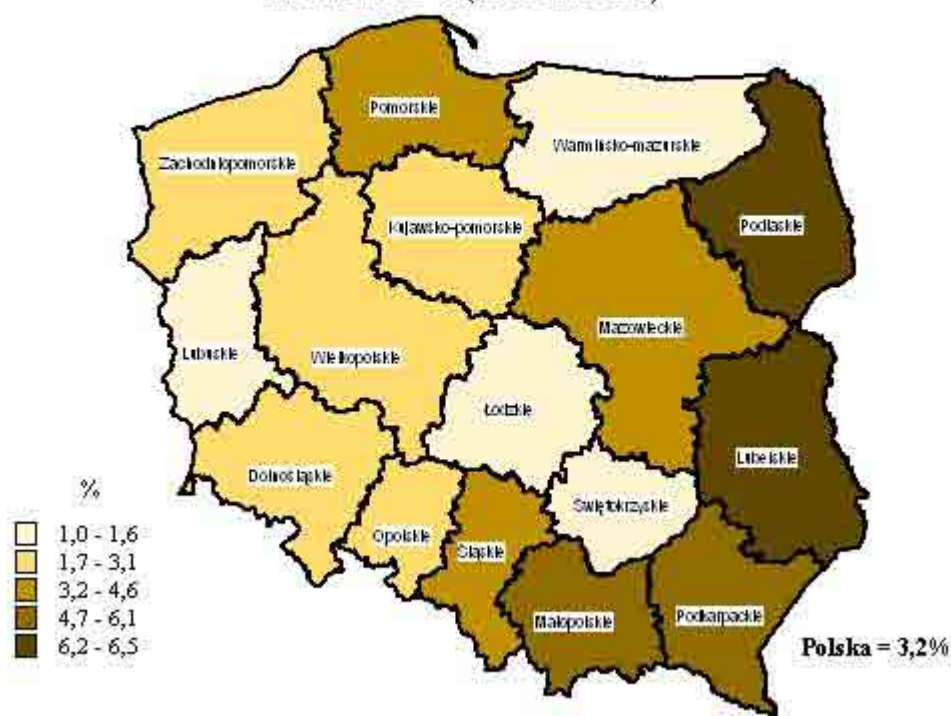 Pomorskie
Warmińsko-mazurskie
Zachodniopomorskie
Podlaskie
Kujawsko-pomorskie
Mazowieckie
Lubuskie
Wielkopolskie
Łódzkie
Lubelskie
Dolnośląskie
Świętokrzyskie
Opolskie
Śląskie
Małopolskie
Podkarpackie
%
1,0 - 1,6
1,7 - 3,1
3,2 - 4,6
4,7 - 6,1
6,2 - 6,5
Polska = 3,2%